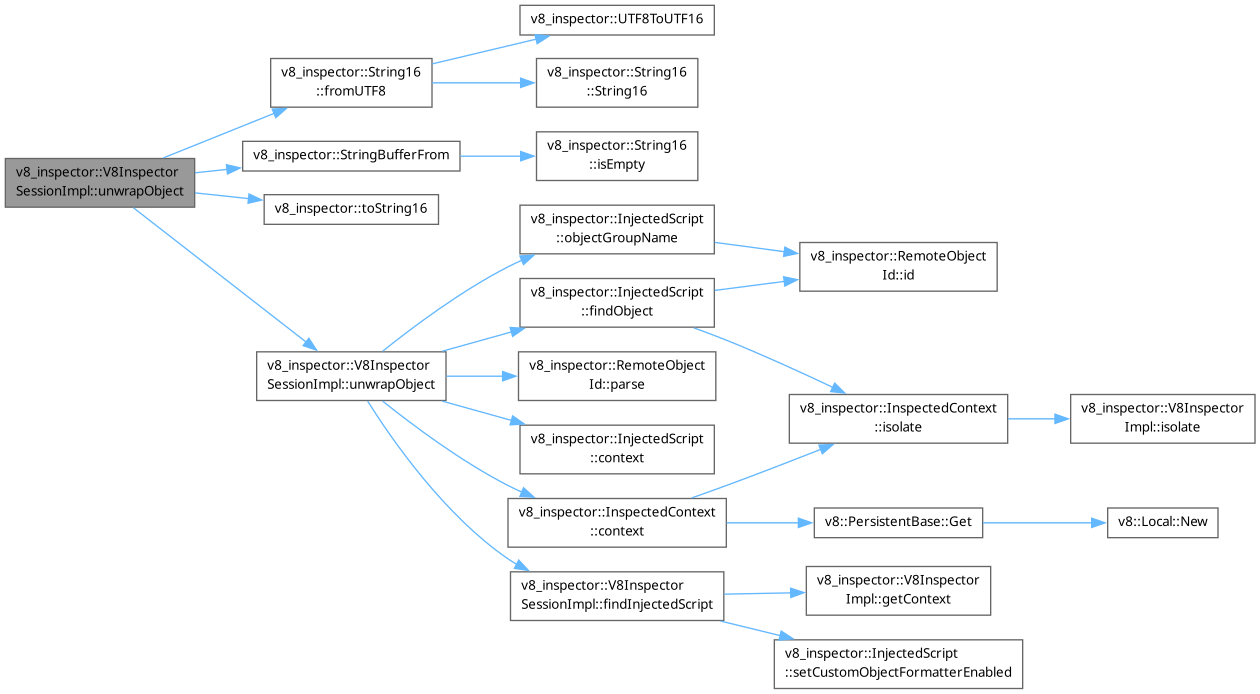 v8_inspector::V8Inspector
SessionImpl::unwrapObject
v8_inspector::String16
::fromUTF8
v8_inspector::UTF8ToUTF16
v8_inspector::String16
::String16
v8_inspector::StringBufferFrom
v8_inspector::String16
::isEmpty
v8_inspector::toString16
v8_inspector::V8Inspector
SessionImpl::unwrapObject
v8_inspector::InjectedScript
::objectGroupName
v8_inspector::RemoteObject
Id::id
v8_inspector::InjectedScript
::findObject
v8_inspector::InspectedContext
::isolate
v8_inspector::V8Inspector
Impl::isolate
v8_inspector::RemoteObject
Id::parse
v8_inspector::InjectedScript
::context
v8_inspector::InspectedContext
::context
v8::PersistentBase::Get
v8::Local::New
v8_inspector::V8Inspector
SessionImpl::findInjectedScript
v8_inspector::V8Inspector
Impl::getContext
v8_inspector::InjectedScript
::setCustomObjectFormatterEnabled